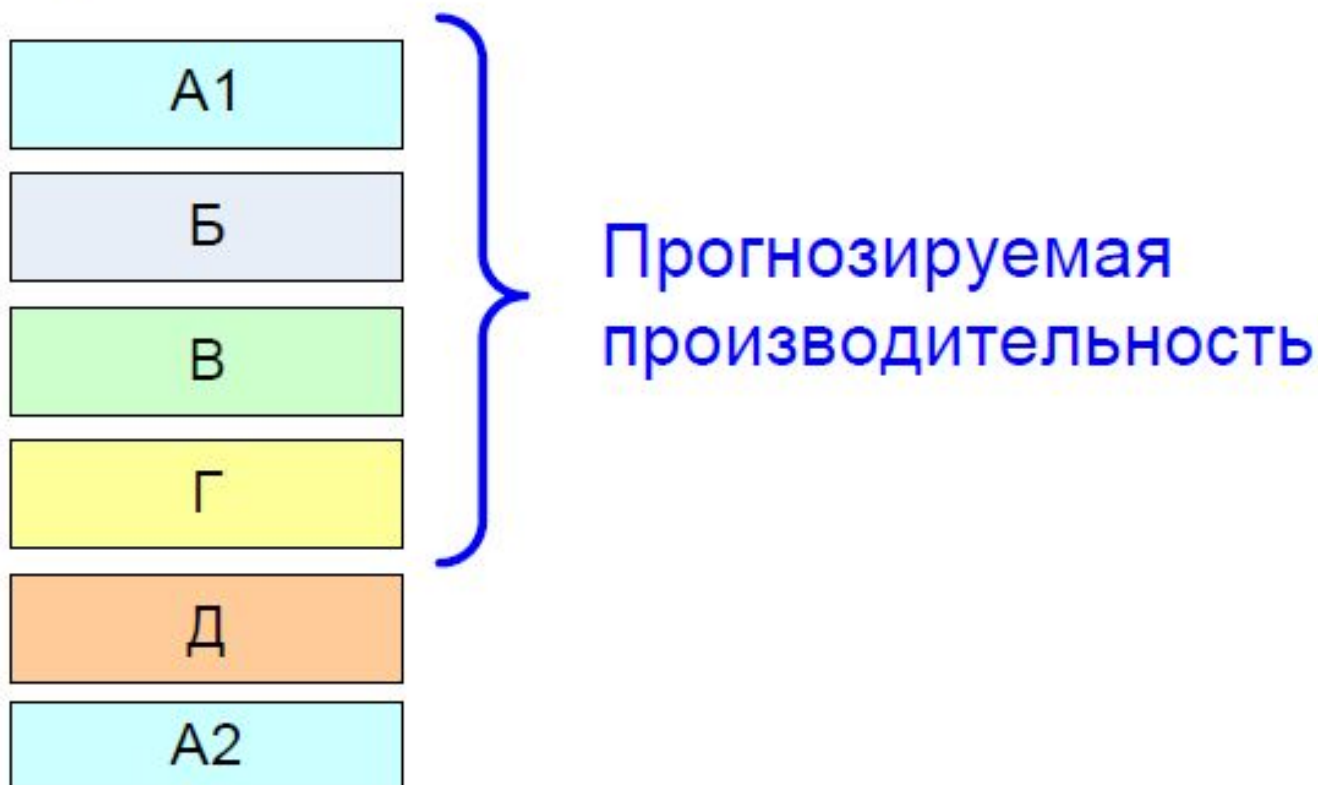 А1
Б
В
Г
Д
А2
Прогнозируемая
производительность